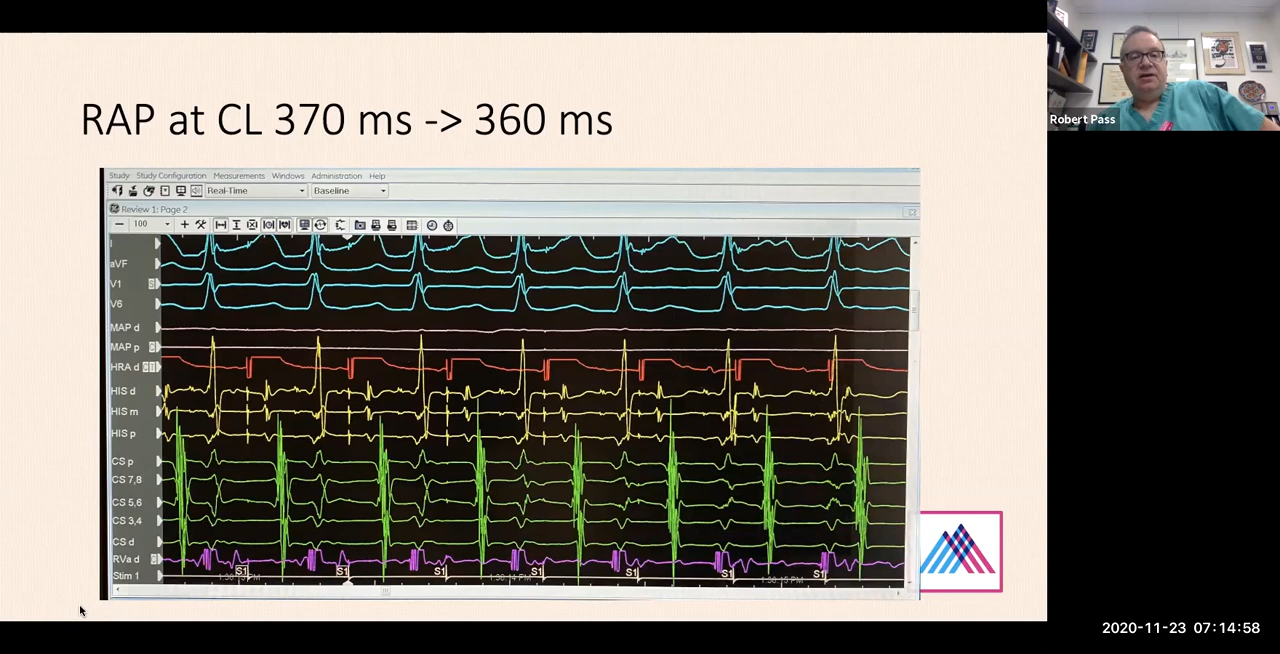 RAP at CL 370 ms -> 360 ms
Robert Pass
Study Study Configuration Measurements Windows Administration Help
Real-Time Baseline
Review 1: Page 2
100
I
aVF
V1 S
V6
MAP d
MAP p C
HRA d
HIS d
HIS m
HIS p
CS p
CS 7,8
CS 5,6
CS 3,4
CS d
RVa d C
Stim 1
S1 S1 S1 S1 S1 S1 S1
2020-11-23 07:14:58